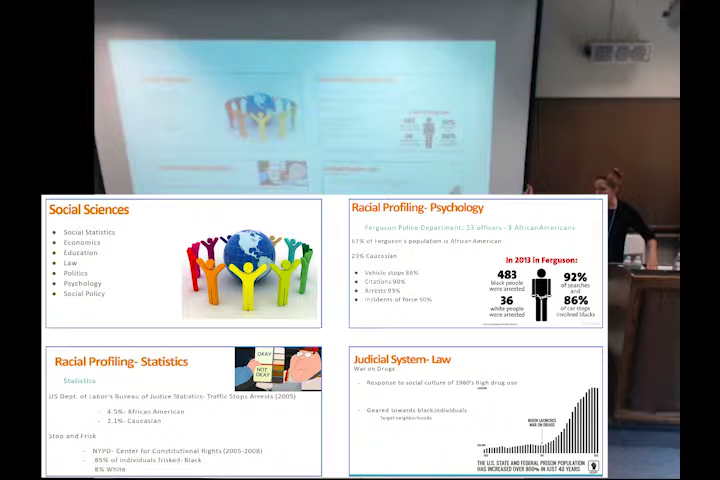 Social Sciences
● Social Statistics
● Economics
● Education
● Law
● Politics
● Psychology
● Social Policy
Racial Profiling- Psychology
Ferguson Police Department: 53 officers - 3 African Americans
67% of Ferguson's population is African American
29% Caucasian
● Vehicle stops 86%
● Citations 90%
● Arrests 93%
● Incidents of force 90%
In 2013 in Ferguson:
483
black people
were arrested
36
white people
were arrested
92%
of searches
and
86%
of car stops
involved blacks
Racial Profiling- Statistics
OKAY
NOT
OKAY
Statistics
US Dept. of Labor's Bureau of Justice Statistics- Traffic Stops Arrests (2005)
- 4.5%- African American
- 2.1%- Caucasian
Stop and Frisk
- NYPD- Center for Constitutional Rights (2005-2008)
- 85% of individuals frisked- Black
8% White
Judicial System- Law
War on Drugs
- Response to social culture of 1980's high drug use
- Geared towards black individuals
- Target neighborhoods
NIXON LAUNCHES
WAR ON DRUGS
THE U.S. STATE AND FEDERAL PRISON POPULATION
HAS INCREASED OVER 800% IN JUST 40 YEARS